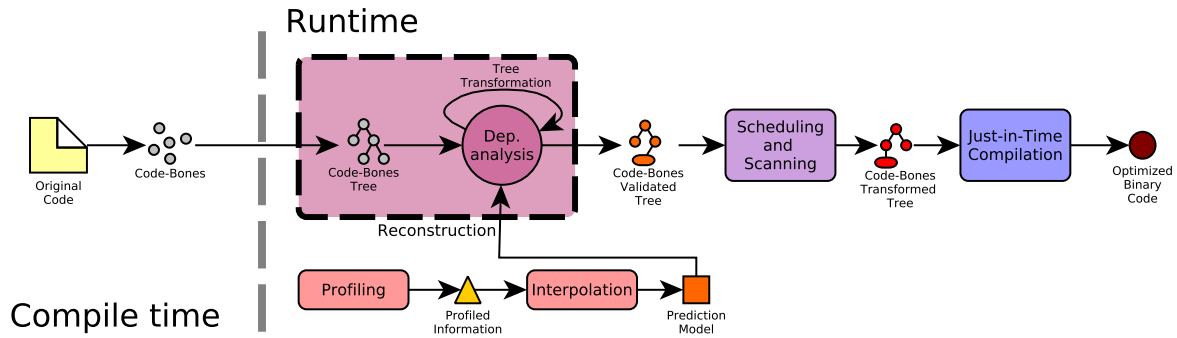 Runtime
Tree
Transformation
Dep.
analysis
Original
Code
Code-Bones
Code-Bones
Tree
Code-Bones
Validated
Tree
Scheduling
and
Scanning
Code-Bones
Transformed
Tree
Just-in-Time
Compilation
Optimized
Binary
Code
Reconstruction
Profiling
Profiled
Information
Interpolation
Prediction
Model
Compile time